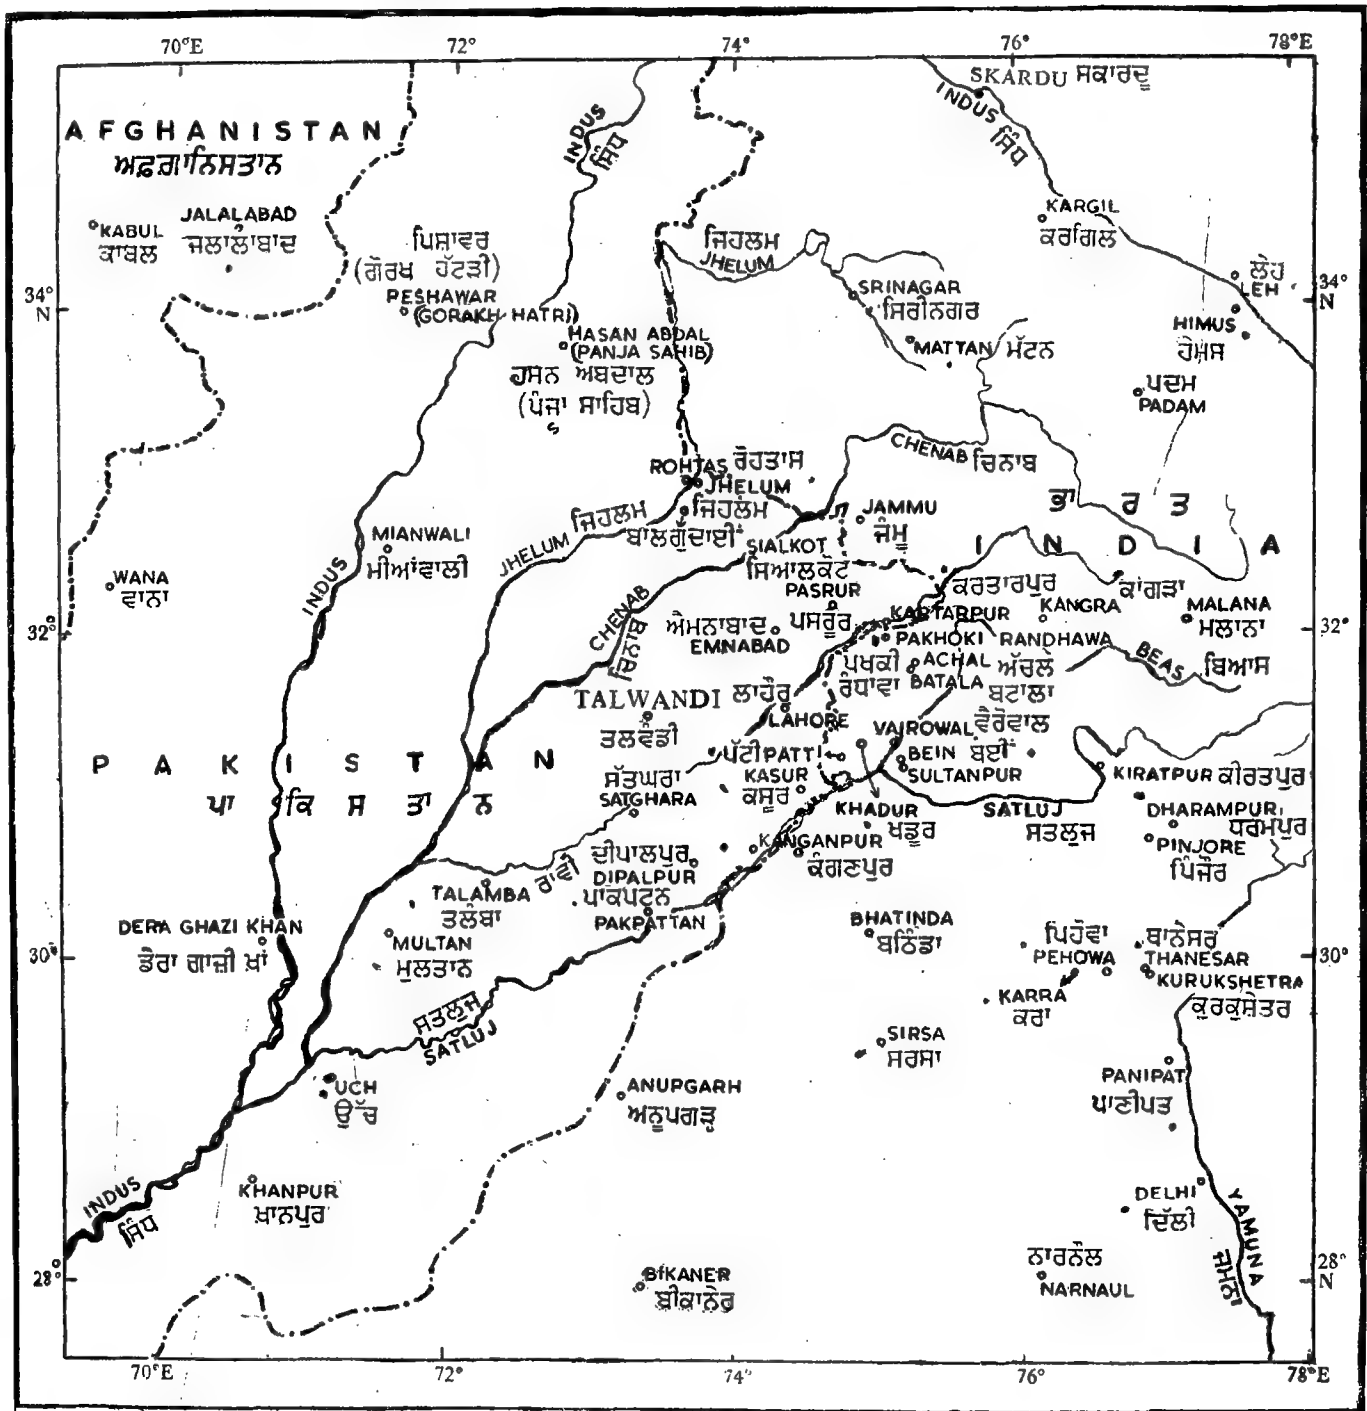 70°E 72° 74° 76° 78°E
SKARDU ਸਕਾਰਦੂ
INDUS ਸਿੰਧ
INDUS ਸਿੰਧ
AFGHANISTAN
ਅਫ਼ਗ਼ਾਨਿਸਤਾਨ
KABUL
ਕਾਬਲ
JALALABAD
ਜਲਾਲਾਬਾਦ
ਪਿਸ਼ਾਵਰ
(ਗੋਰਖ ਹੱਟੜੀ)
PESHAWAR
(GORAKH HATRI)
ਜਿਹਲਮ
JHELUM
KARGIL
ਕਰਗਿਲ
ਲੇਹ
LEH
SRINAGAR
ਸਿਰੀਨਗਰ
34°
N
34°
N
HIMUS
ਹੇਮਸ
HASAN ABDAL
(PANJA SAHIB)
ਹਸਨ ਅਬਦਾਲ
(ਪੰਜਾ ਸਾਹਿਬ)
MATTAN ਮੱਟਨ
ਪਦਮ
PADAM
CHENAB ਚਿਨਾਬ
ROHTAS ਰੋਹਤਾਸ
JHELUM
ਜਿਹਲਮ
ਬਾਲਗੁੰਦਾਈਂ
JHELUM ਜਿਹਲਮ
ਭਾਰਤ
INDIA
JAMMU
ਜੰਮੂ
MIANWALI
ਮੀਆਂਵਾਲੀ
INDUS
WANA
ਵਾਨਾ
SIALKOT
ਸਿਆਲਕੋਟ
PASRUR
ਪਸਰੂਰ
ਕਰਤਾਰਪੁਰ
KARTARPUR
ਕਾਂਗੜਾ
KANGRA
MALANA
ਮਲਾਨਾ
CHENAB
ਚਿਨਾਬ
32°
32°
ਐਮਨਾਬਾਦ
EMNABAD
PAKHOKI RANDHAWA
ਪਖਕੀ
ਰੰਧਾਵਾ
ACHAL
BATALA
ਅੱਚਲ
ਬਟਾਲਾ
BEAS ਬਿਆਸ
TALWANDI
ਤਲਵੰਡੀ
ਲਾਹੌਰ
LAHORE
VAIROWAL ਵੈਰੋਵਾਲ
BEIN ਬਈਂ
SULTANPUR
PAKISTAN
ਪਾਕਿਸਤਾਨ
ਪੱਟੀ PATTI
KASUR
ਕਸੂਰ
ਸੱਤਘਰਾ
SATGHARA
KHADUR
ਖਡੂਰ
SATLUJ
ਸਤਲੁਜ
KIRATPUR ਕੀਰਤਪੁਰ
DHARAMPUR
ਧਰਮਪੁਰ
PINJORE
ਪਿੰਜੌਰ
KANGANPUR
ਕੰਗਣਪੁਰ
ਦੀਪਾਲਪੁਰ
DIPALPUR
ਪਾਕਪਟਨ
PAKPATTAN
ਰਾਵੀ
TALAMBA
ਤਲੰਬਾ
DERA GHAZI KHAN
ਡੇਰਾ ਗਾਜ਼ੀ ਖ਼ਾਂ
MULTAN
ਮੁਲਤਾਨ
BHATINDA
ਬਠਿੰਡਾ
ਪਿਹੋਵਾ
PEHOWA
ਥਾਨੇਸਰ
THANESAR
KURUKSHETRA
ਕੁਰਕੁਸ਼ੇਤਰ
30°
30°
KARRA
ਕਰਾ
ਸਤਲੁਜ
SATLUJ
SIRSA
ਸਰਸਾ
UCH
ਉੱਚ
ANUPGARH
ਅਨੂਪਗੜ੍ਹ
PANIPAT
ਪਾਣੀਪਤ
KHANPUR
ਖ਼ਾਨਪੁਰ
INDUS
ਸਿੰਧ
DELHI
ਦਿੱਲੀ
YAMUNA
ਜਮਨਾ
BIKANER
ਬੀਕਾਨੇਰ
ਨਾਰਨੌਲ
NARNAUL
28°
28°
N
70°E 72° 74° 76° 78°E